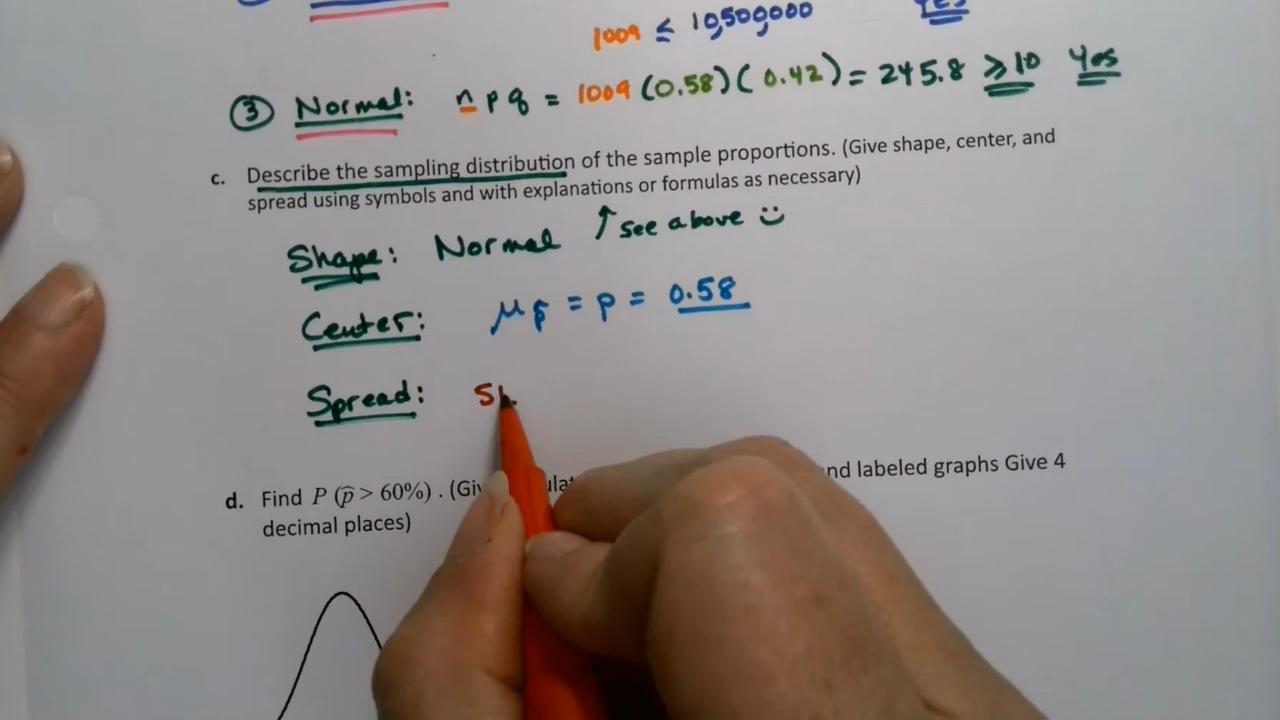 1009 ≤ 10,500,000 Yes
③ Normal: n p q = 1009 (0.58)(0.42) = 245.8 ≥10 Yes
c. Describe the sampling distribution of the sample proportions. (Give shape, center, and
spread using symbols and with explanations or formulas as necessary)
Shape: Normal ↑ see above
Center: μp̂ = p = 0.58
Spread:
d. Find P (p̂ > 60%) . (Giv nd labeled graphs Give 4
decimal places)